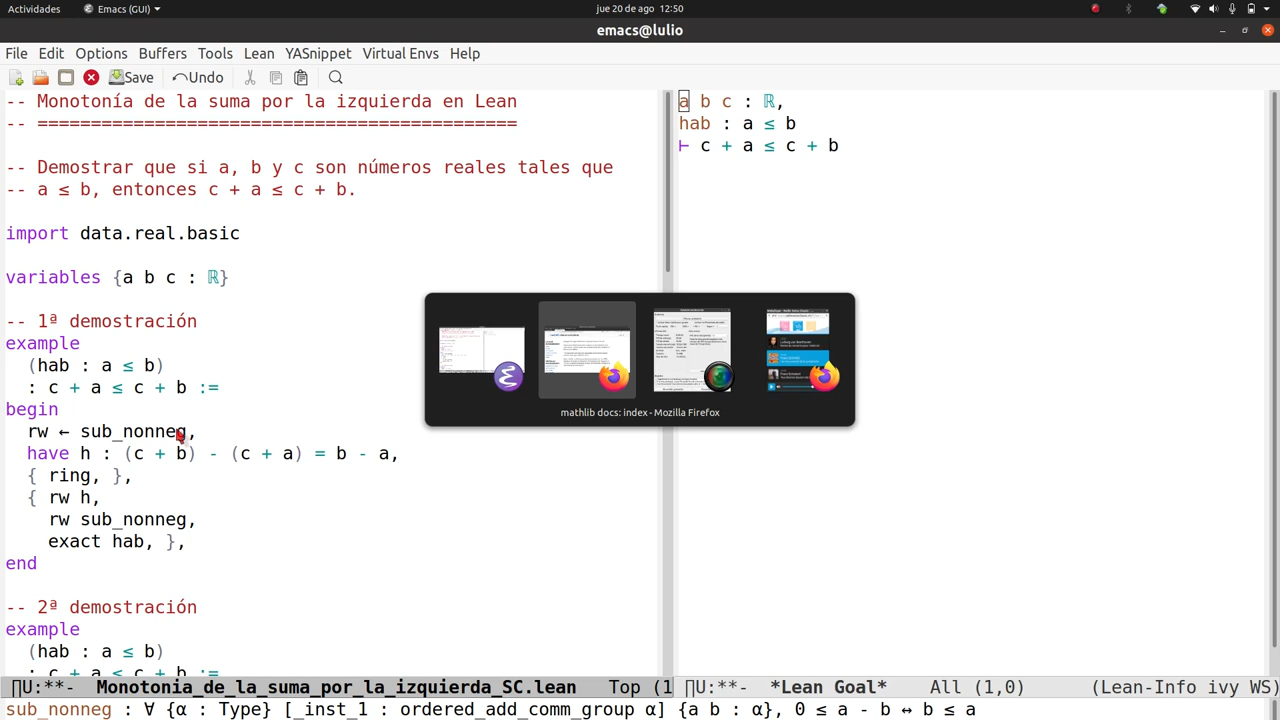 Actividades Emacs (GUI) jue 20 de ago 12:50
emacs@lulio
File Edit Options Buffers Tools Lean YASnippet Virtual Envs Help
Save Undo
-- Monotonía de la suma por la izquierda en Lean
-- =============================================
-- Demostrar que si a, b y c son números reales tales que
-- a ≤ b, entonces c + a ≤ c + b.
import data.real.basic
variables {a b c : ℝ}
-- 1ª demostración
example
(hab : a ≤ b)
: c + a ≤ c + b :=
begin
rw ← sub_nonneg,
have h : (c + b) - (c + a) = b - a,
{ ring, },
{ rw h,
rw sub_nonneg,
exact hab, },
end
-- 2ª demostración
example
(hab : a ≤ b)
: c + a ≤ c + b :=
a b c : ℝ,
hab : a ≤ b
⊢ c + a ≤ c + b
mathlib docs: index - Mozilla Firefox
∏U:**- Monotonia_de_la_suma_por_la_izquierda_SC.lean Top (1
∏U:**- *Lean Goal* All (1,0) (Lean-Info ivy WS)
sub_nonneg : ∀ {α : Type} [_inst_1 : ordered_add_comm_group α] {a b : α}, 0 ≤ a - b ↔ b ≤ a